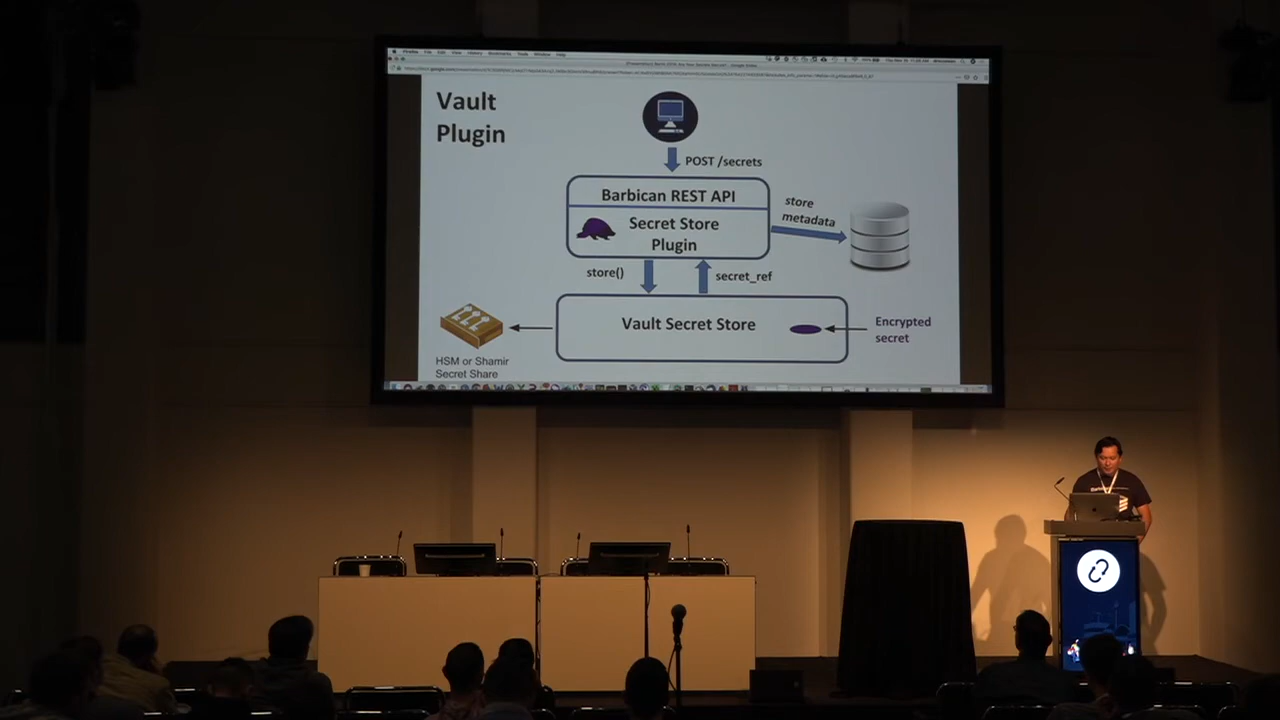 Vault
Plugin
POST /secrets
Barbican REST API
Secret Store
Plugin
store
metadata
store()
secret_ref
Vault Secret Store
Encrypted
secret
HSM or Shamir
Secret Share